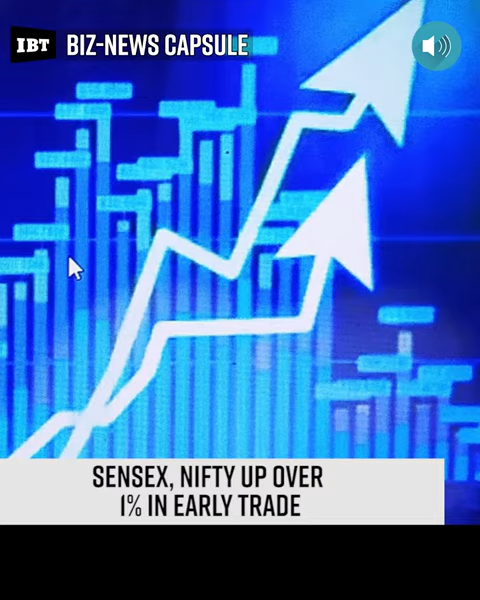 IBT BIZ-NEWS CAPSULE
SENSEX, NIFTY UP OVER
1% IN EARLY TRADE